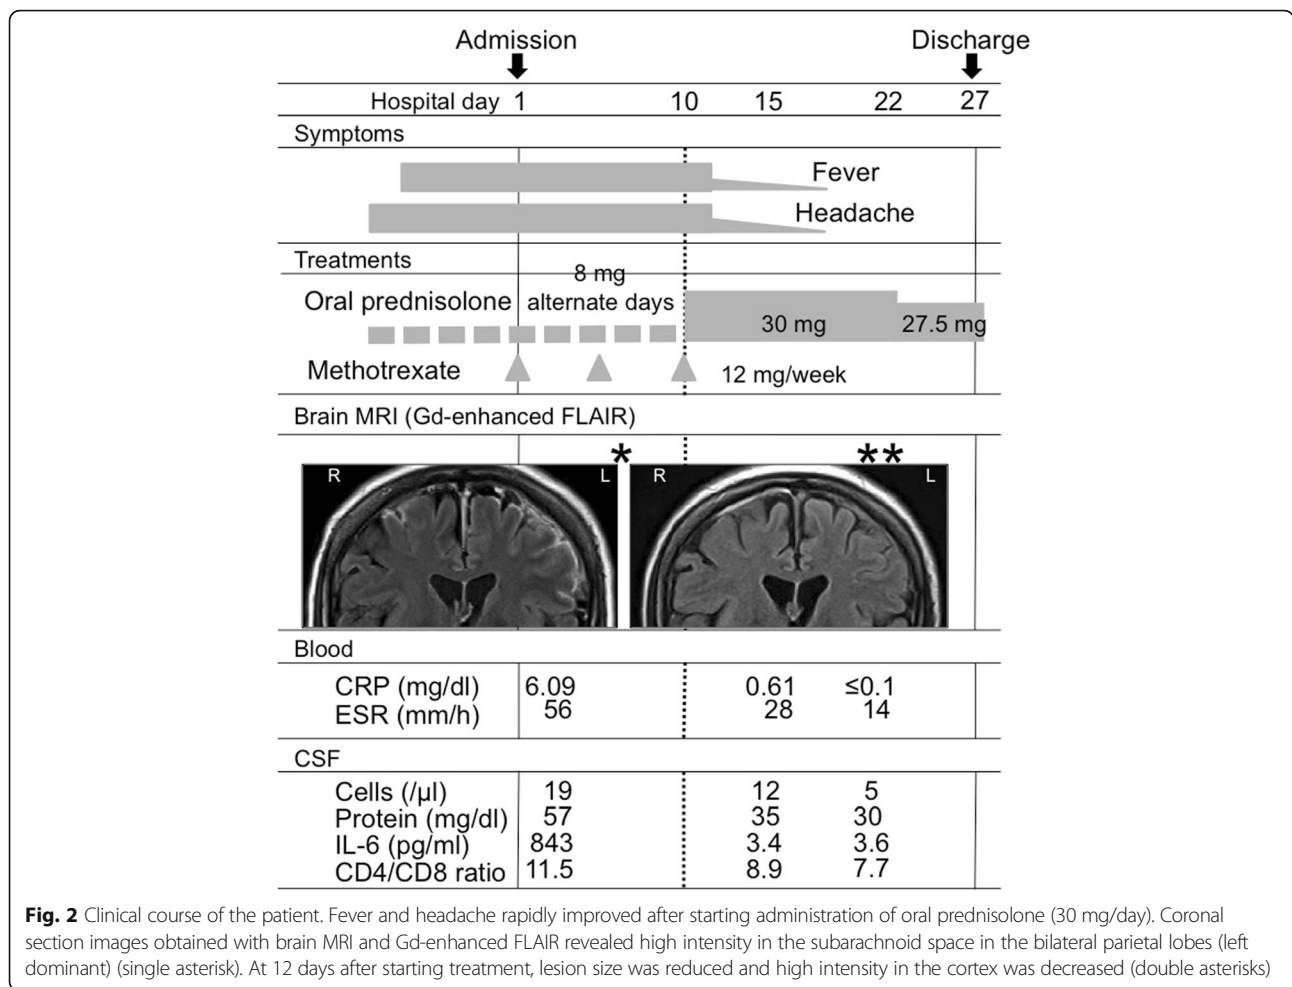 Admission Discharge
Hospital day 1 10 15 22 27
Symptoms
Fever
Headache
Treatments
8 mg
Oral prednisolone alternate days
30 mg 27.5 mg
Methotrexate 12 mg/week
Brain MRI (Gd-enhanced FLAIR)
* **
R L R L
Blood
CRP (mg/dl) 6.09 0.61 ≤0.1
ESR (mm/h) 56 28 14
CSF
Cells (/μl) 19 12 5
Protein (mg/dl) 57 35 30
IL-6 (pg/ml) 843 3.4 3.6
CD4/CD8 ratio 11.5 8.9 7.7
Fig. 2 Clinical course of the patient. Fever and headache rapidly improved after starting administration of oral prednisolone (30 mg/day). Coronal
section images obtained with brain MRI and Gd-enhanced FLAIR revealed high intensity in the subarachnoid space in the bilateral parietal lobes (left
dominant) (single asterisk). At 12 days after starting treatment, lesion size was reduced and high intensity in the cortex was decreased (double asterisks)